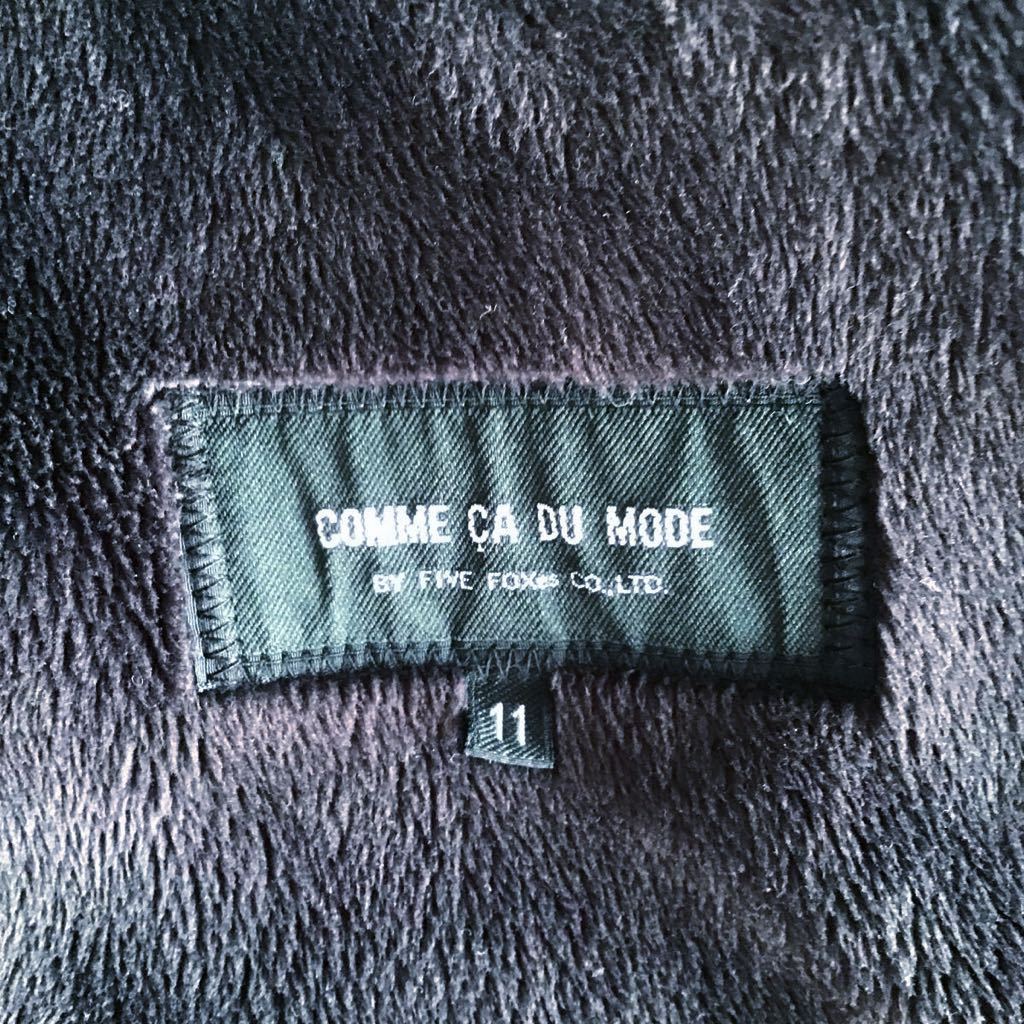 COMME ÇA DU MODE
BY FIVE FOXes CO.,LTD.
11